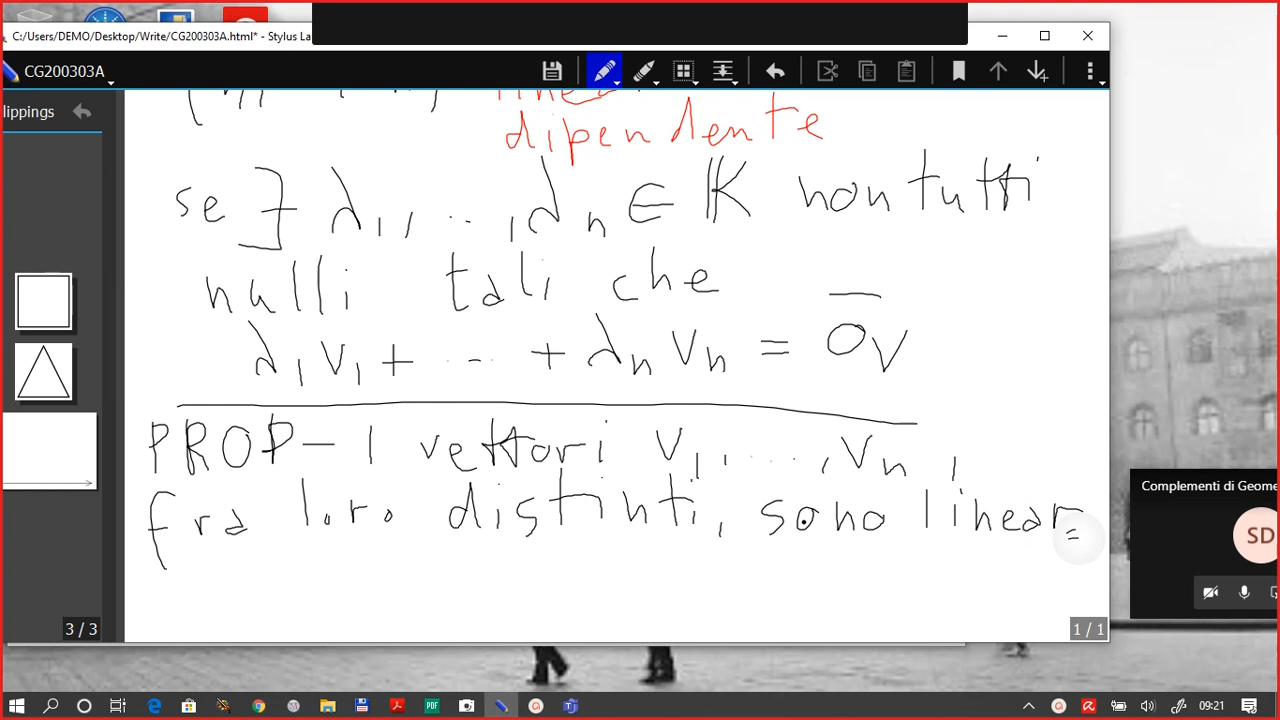 C:/Users/DEMO/Desktop/Write/CG200303A.html* - Stylus La
CG200303A
lippings
dipendente
se ∃ λ1, ..., λn ∈ 𝕂 non tutti
nulli tali che
λ1v1 + ... + λnvn = 0̅V
PROP - I vettori v1, ..., vn,
fra loro distinti, sono linear=
3 / 3
1 / 1
Complementi di Geome
SD
09:21